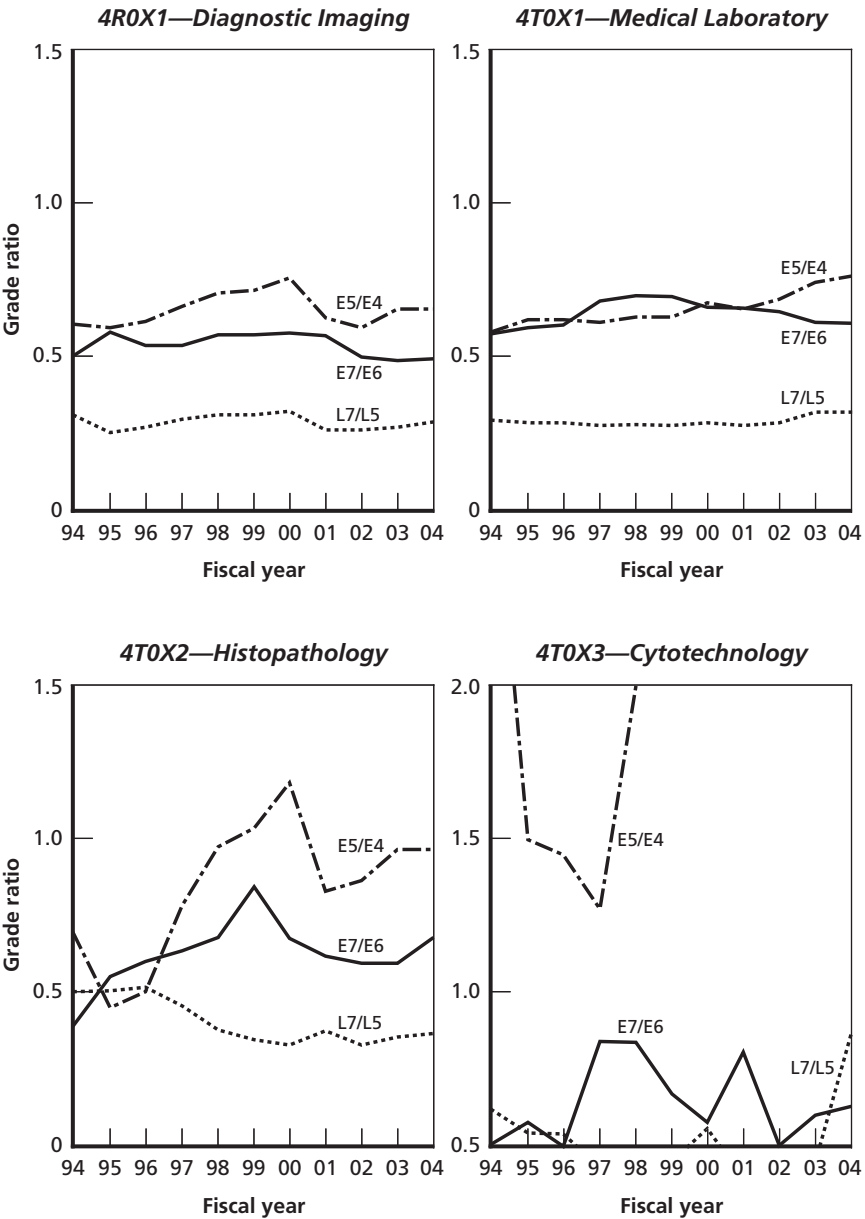 4R0X1—Diagnostic Imaging
1.5
1.0
0.5
0
Grade ratio
E5/E4
E7/E6
L7/L5
94 95 96 97 98 99 00 01 02 03 04
Fiscal year
4T0X1—Medical Laboratory
1.5
1.0
0.5
0
E5/E4
E7/E6
L7/L5
94 95 96 97 98 99 00 01 02 03 04
Fiscal year
4T0X2—Histopathology
1.5
1.0
0.5
0
Grade ratio
E5/E4
E7/E6
L7/L5
94 95 96 97 98 99 00 01 02 03 04
Fiscal year
4T0X3—Cytotechnology
2.0
1.5
1.0
0.5
E5/E4
E7/E6
L7/L5
94 95 96 97 98 99 00 01 02 03 04
Fiscal year